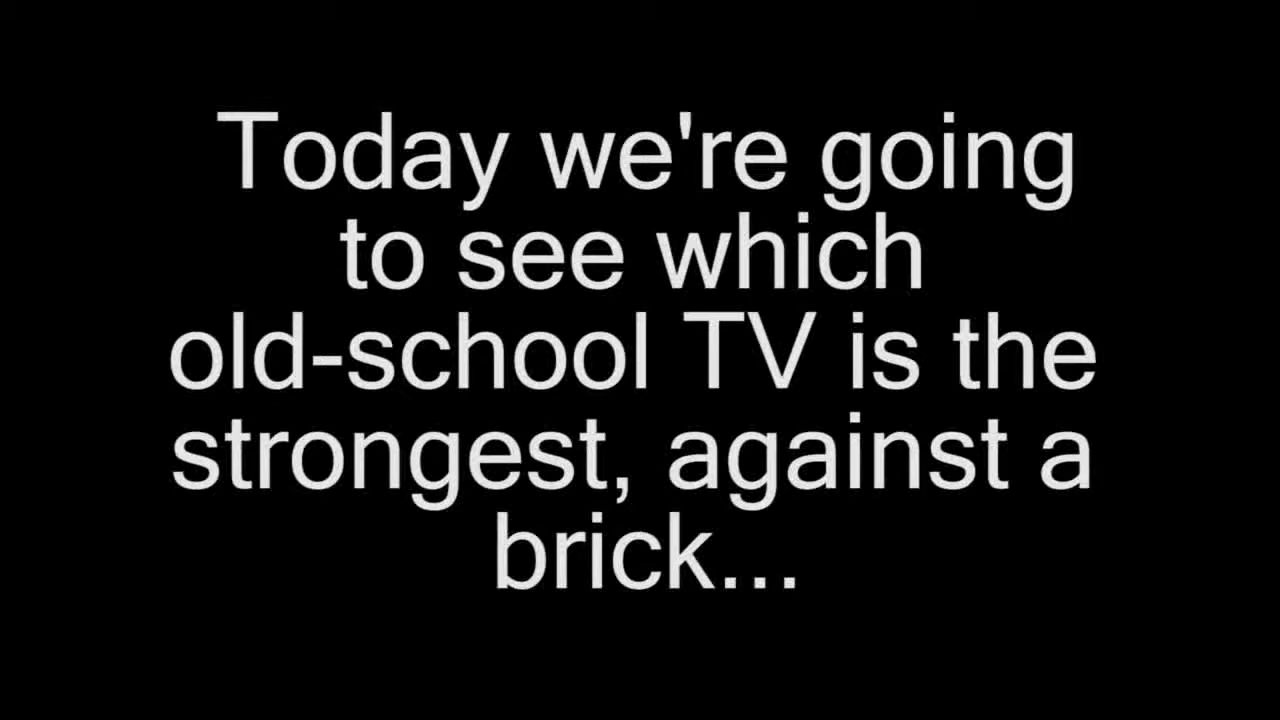 Today we're going
to see which
old-school TV is the
strongest, against a
brick...